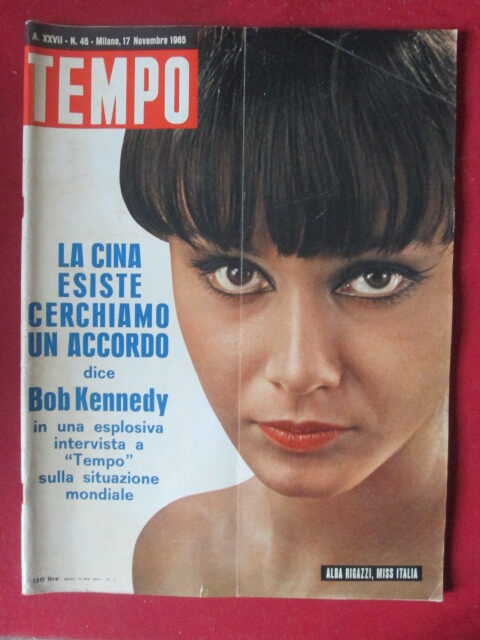 A. XXVII - N. 46 - Milano, 17 Novembre 1965
TEMPO
LA CINA
ESISTE
CERCHIAMO
UN ACCORDO
dice
Bob Kennedy
in una esplosiva
intervista a
“Tempo”
sulla situazione
mondiale
150 lire
ALBA RIGAZZI, MISS ITALIA